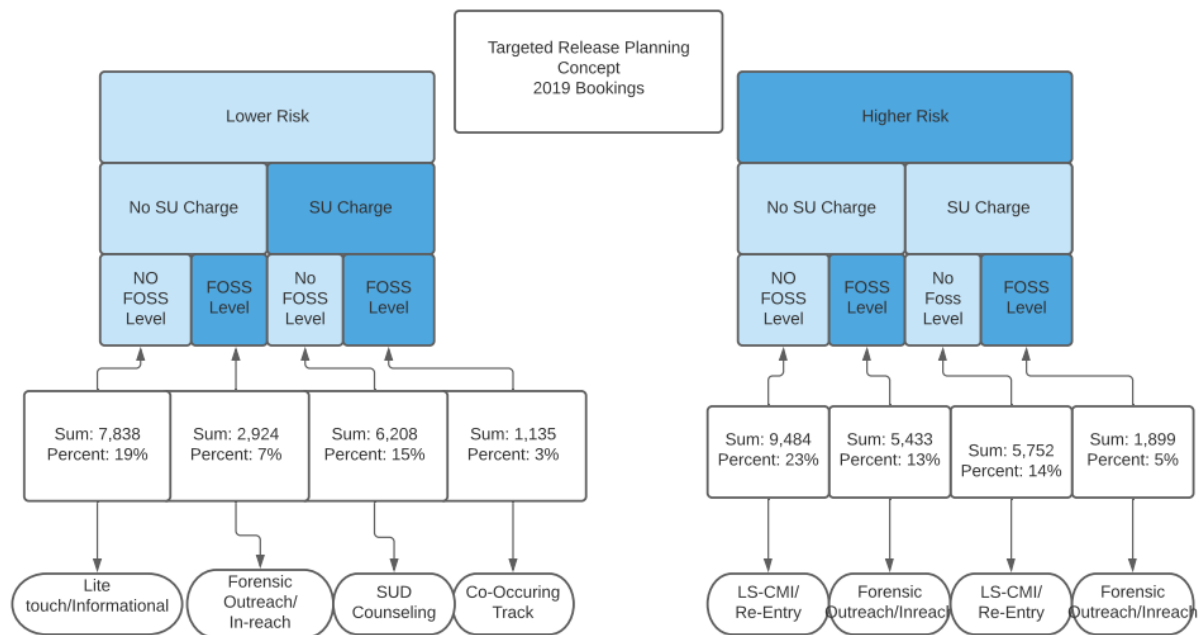 Targeted Release Planning
Concept
2019 Bookings
Lower Risk
Higher Risk
No SU Charge
SU Charge
No SU Charge
SU Charge
NO
FOSS
Level
FOSS
Level
No
FOSS
Level
FOSS
Level
NO
FOSS
Level
FOSS
Level
No
Foss
Level
FOSS
Level
Sum: 7,838
Percent: 19%
Sum: 2,924
Percent: 7%
Sum: 6,208
Percent: 15%
Sum: 1,135
Percent: 3%
Sum: 9,484
Percent: 23%
Sum: 5,433
Percent: 13%
Sum: 5,752
Percent: 14%
Sum: 1,899
Percent: 5%
Lite
touch/Informational
Forensic
Outreach/
In-reach
SUD
Counseling
Co-Occuring
Track
LS-CMI/
Re-Entry
Forensic
Outreach/Inreach
LS-CMI/
Re-Entry
Forensic
Outreach/Inreach